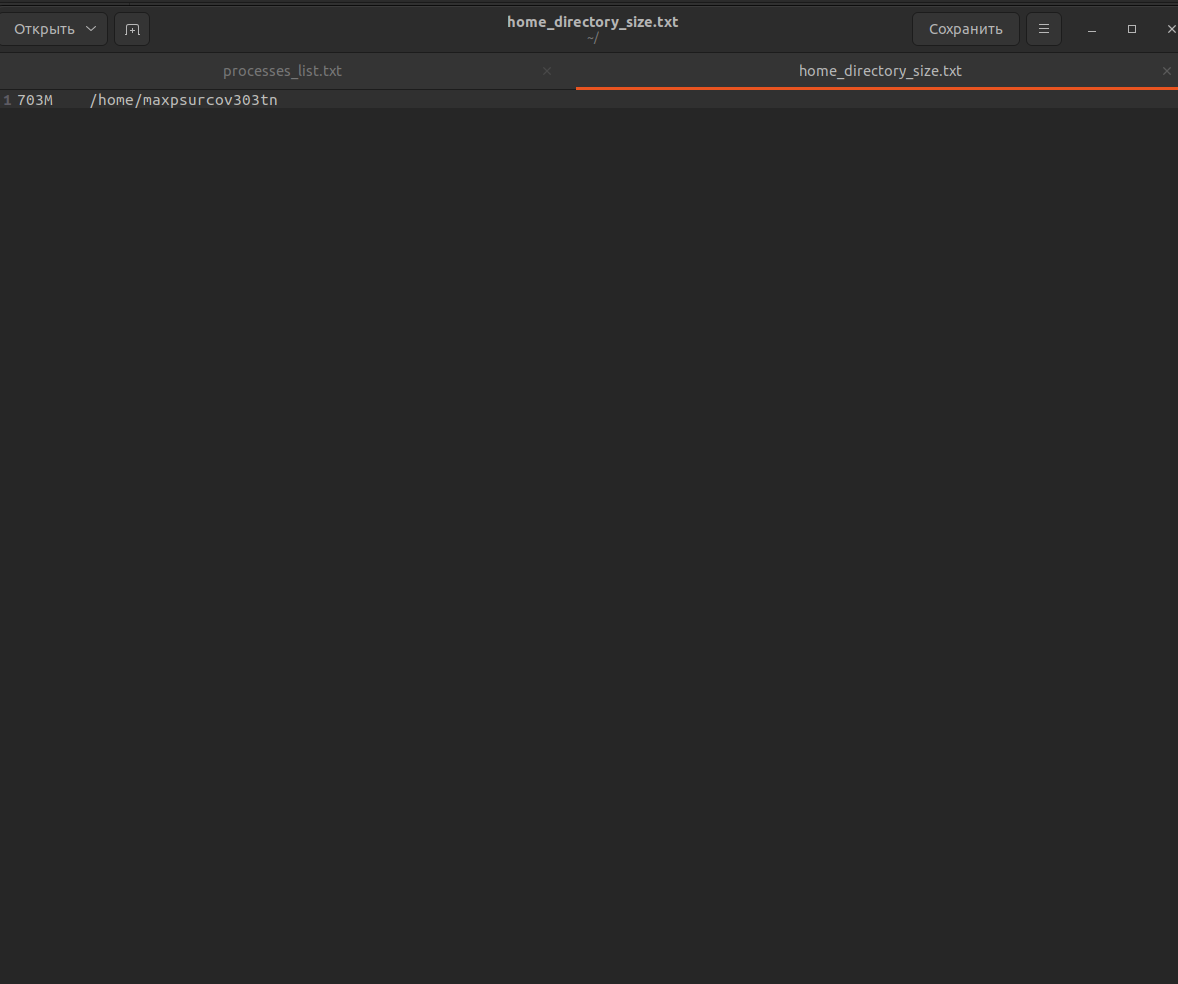 Открыть
home_directory_size.txt
~/
Сохранить
processes_list.txt
home_directory_size.txt
1 703M /home/maxpsurcov303tn